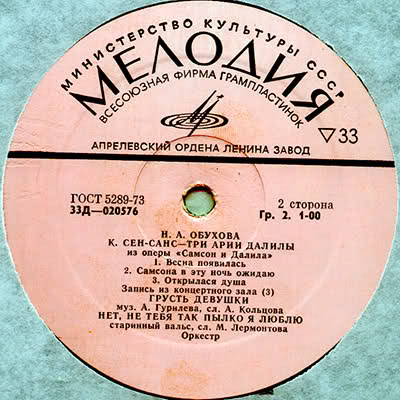 МИНИСТЕРСТВО КУЛЬТУРЫ СССР
МЕЛОДИЯ
ВСЕСОЮЗНАЯ ФИРМА ГРАМПЛАСТИНОК
▽33
АПРЕЛЕВСКИЙ ОРДЕНА ЛЕНИНА ЗАВОД
ГОСТ 5289-73
33Д—020576
2 сторона
Гр. 2. 1-00
Н. А. ОБУХОВА
К. СЕН-САНС—ТРИ АРИИ ДАЛИЛЫ
из оперы «Самсон и Далила»
1. Весна появилась
2. Самсона в эту ночь ожидаю
3. Открылася душа
Запись из концертного зала (3)
ГРУСТЬ ДЕВУШКИ
муз. А. Гурилева, сл. А. Кольцова
НЕТ, НЕ ТЕБЯ ТАК ПЫЛКО Я ЛЮБЛЮ
старинный вальс, сл. М. Лермонтова
Оркестр